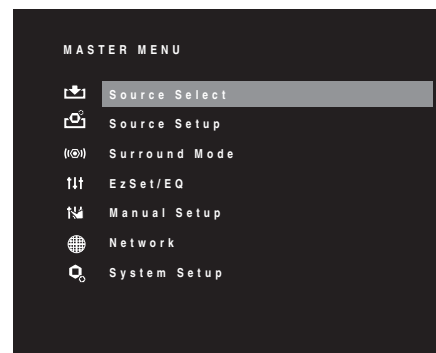 MASTER MENU
Source Select
Source Setup
Surround Mode
EzSet/EQ
Manual Setup
Network
System Setup